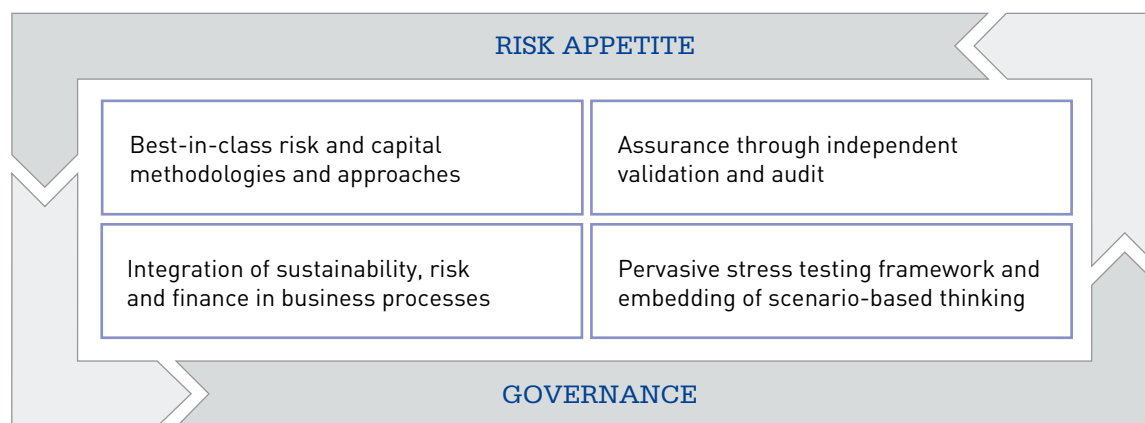 RISK APPETITE
Best-in-class risk and capital
methodologies and approaches
Assurance through independent
validation and audit
Integration of sustainability, risk
and finance in business processes
Pervasive stress testing framework and
embedding of scenario-based thinking
GOVERNANCE